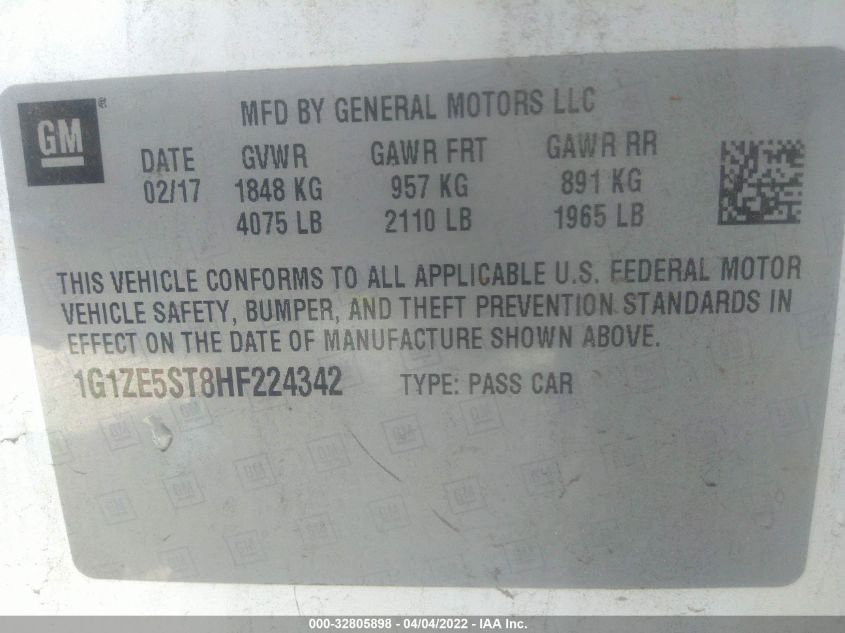 GM®
MFD BY GENERAL MOTORS LLC
DATE GVWR GAWR FRT GAWR RR
02/17 1848 KG 957 KG 891 KG
4075 LB 2110 LB 1965 LB
THIS VEHICLE CONFORMS TO ALL APPLICABLE U.S. FEDERAL MOTOR
VEHICLE SAFETY, BUMPER, AND THEFT PREVENTION STANDARDS IN
EFFECT ON THE DATE OF MANUFACTURE SHOWN ABOVE.
1G1ZE5ST8HF224342 TYPE: PASS CAR
000-32805898 - 04/04/2022 - IAA Inc.